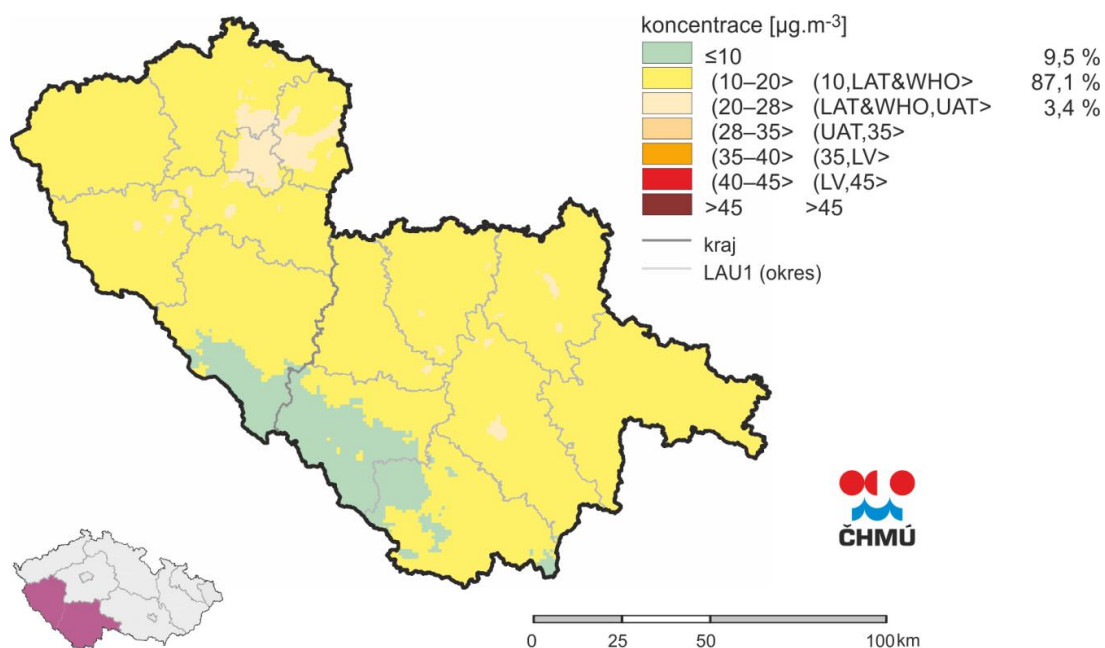 koncentrace [µg.m-3]
≤10 9,5 %
(10–20> (10,LAT&WHO> 87,1 %
(20–28> (LAT&WHO,UAT> 3,4 %
(28–35> (UAT,35>
(35–40> (35,LV>
(40–45> (LV,45>
>45 >45
kraj
LAU1 (okres)
ČHMÚ
0 25 50 100 km